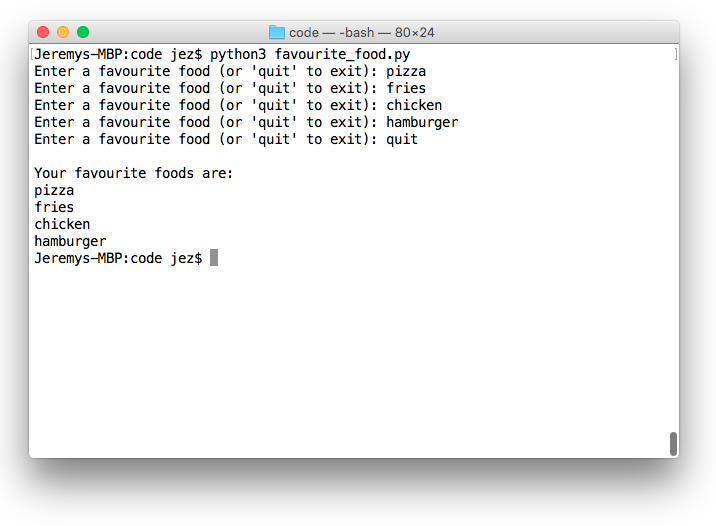 code — -bash — 80×24
Jeremys-MBP:code jez$ python3 favourite_food.py
Enter a favourite food (or 'quit' to exit): pizza
Enter a favourite food (or 'quit' to exit): fries
Enter a favourite food (or 'quit' to exit): chicken
Enter a favourite food (or 'quit' to exit): hamburger
Enter a favourite food (or 'quit' to exit): quit
Your favourite foods are:
pizza
fries
chicken
hamburger
Jeremys-MBP:code jez$